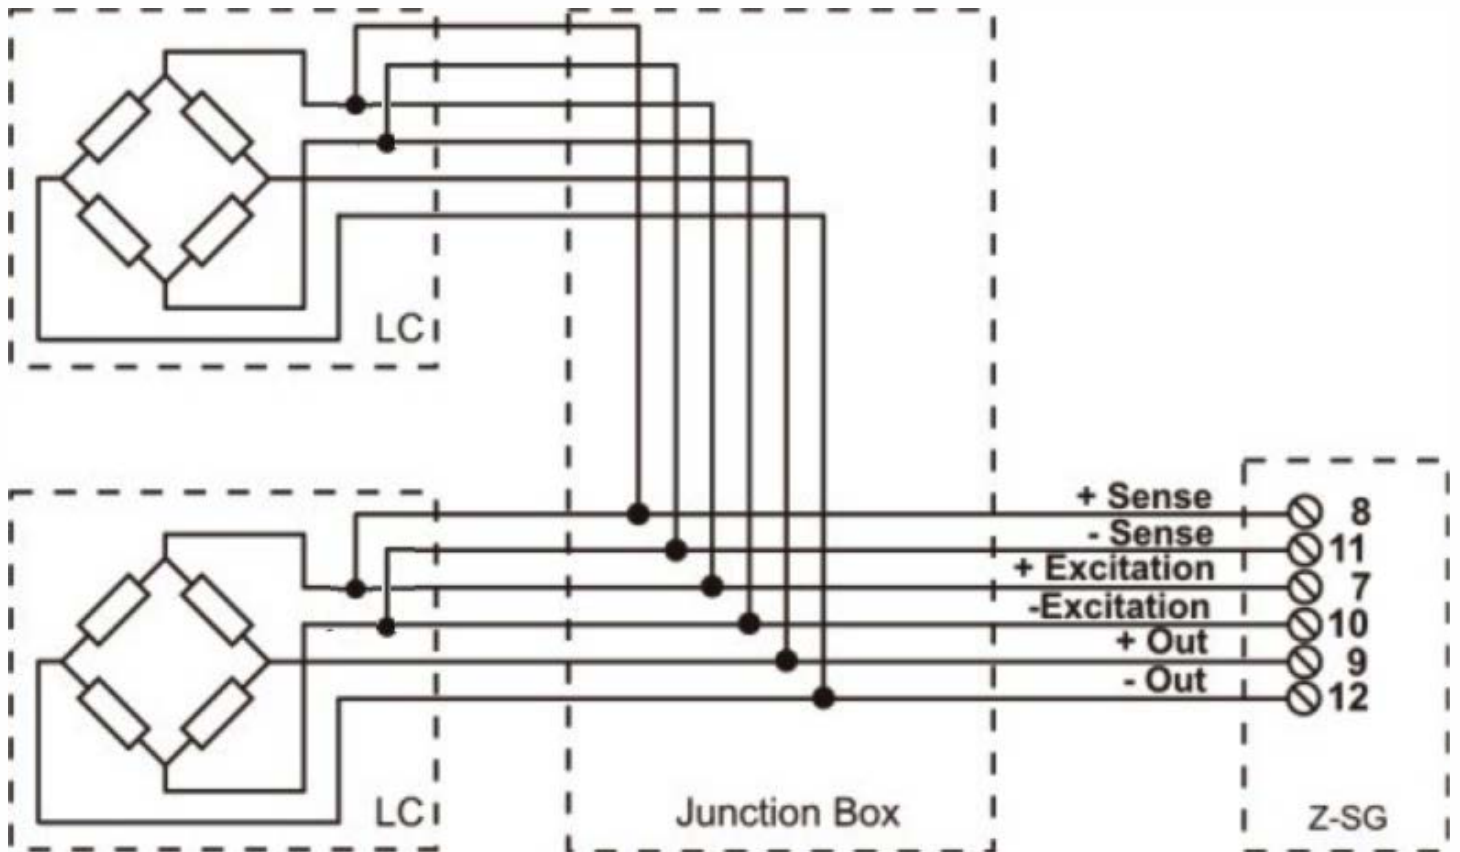 LC
+ Sense 8
- Sense 11
+ Excitation 7
-Excitation 10
+ Out 9
- Out 12
LC
Junction Box
Z-SG